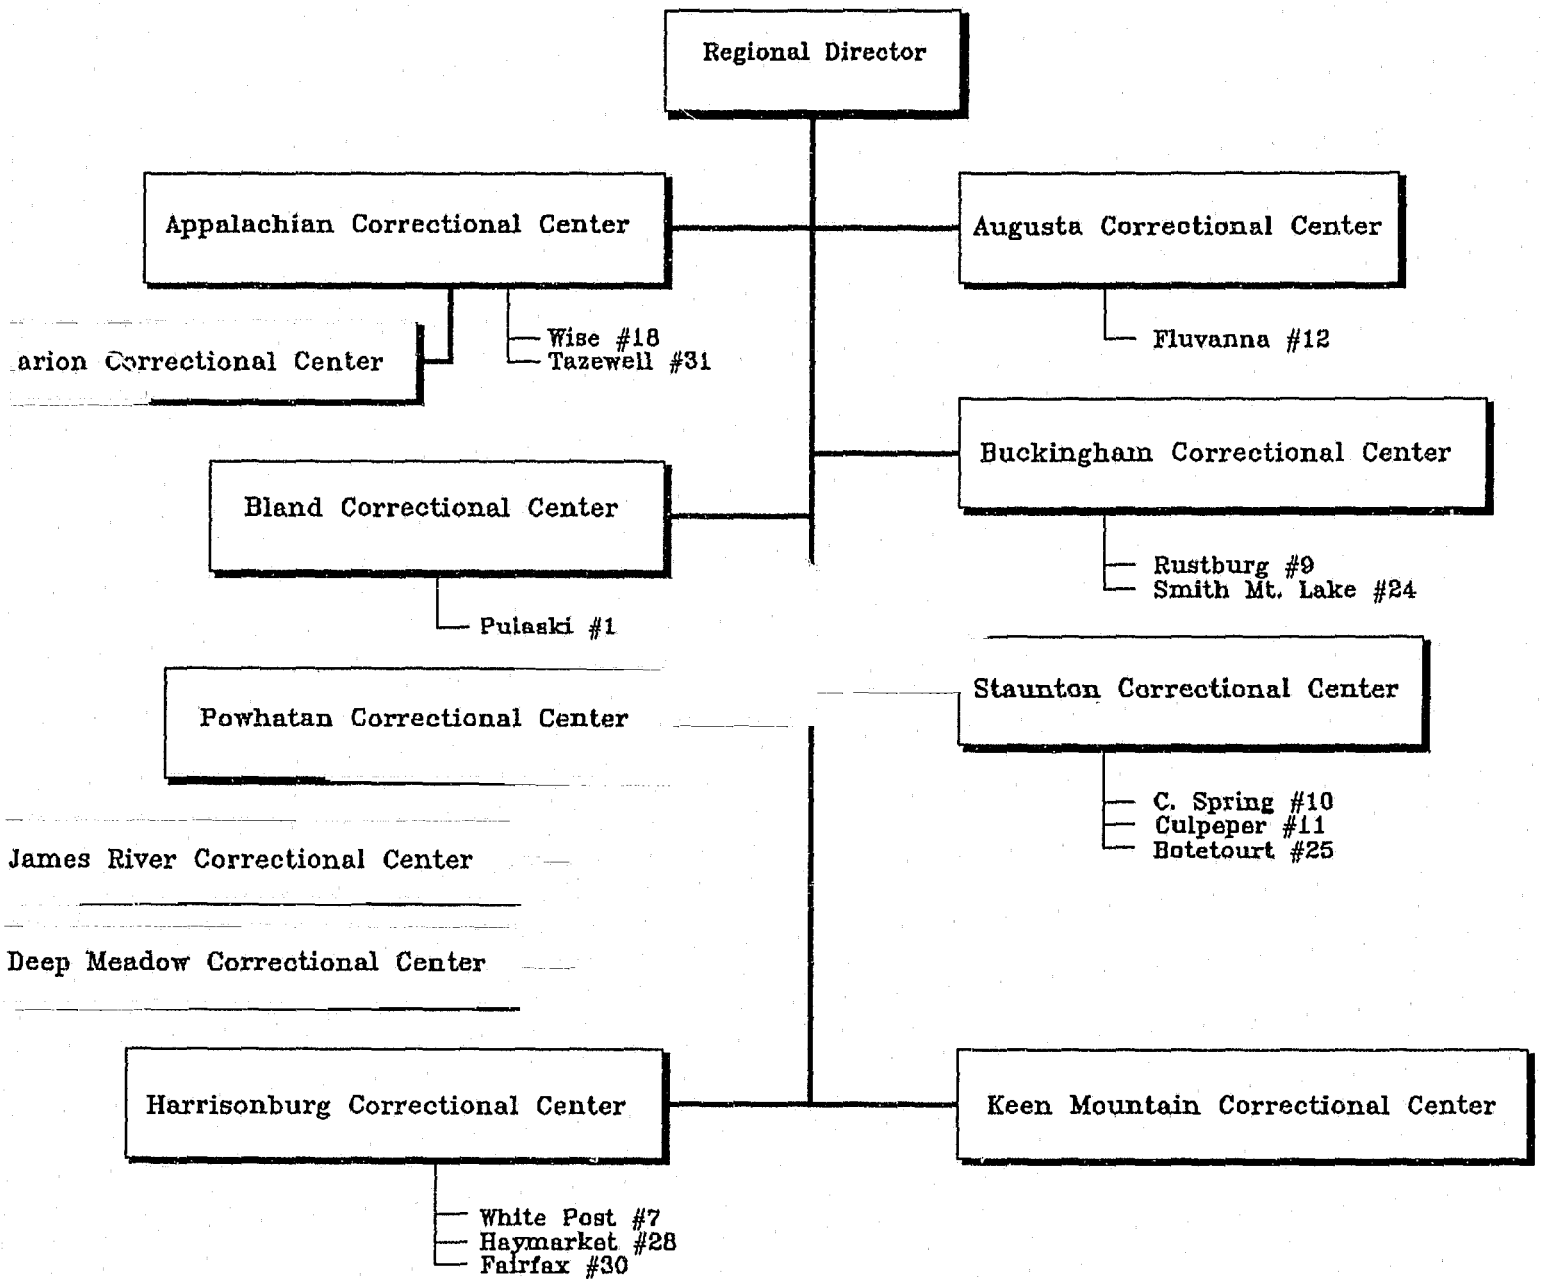 Regional Director
Appalachian Correctional Center
Augusta Correctional Center
Wise #18
Tazewell #31
Fluvanna #12
arion Correctional Center
Buckingham Correctional Center
Bland Correctional Center
Rustburg #9
Smith Mt. Lake #24
Pulaski #1
Staunton Correctional Center
Powhatan Correctional Center
C. Spring #10
Culpeper #11
Botetourt #25
James River Correctional Center
Deep Meadow Correctional Center
Harrisonburg Correctional Center
Keen Mountain Correctional Center
White Post #7
Haymarket #28
Fairfax #30